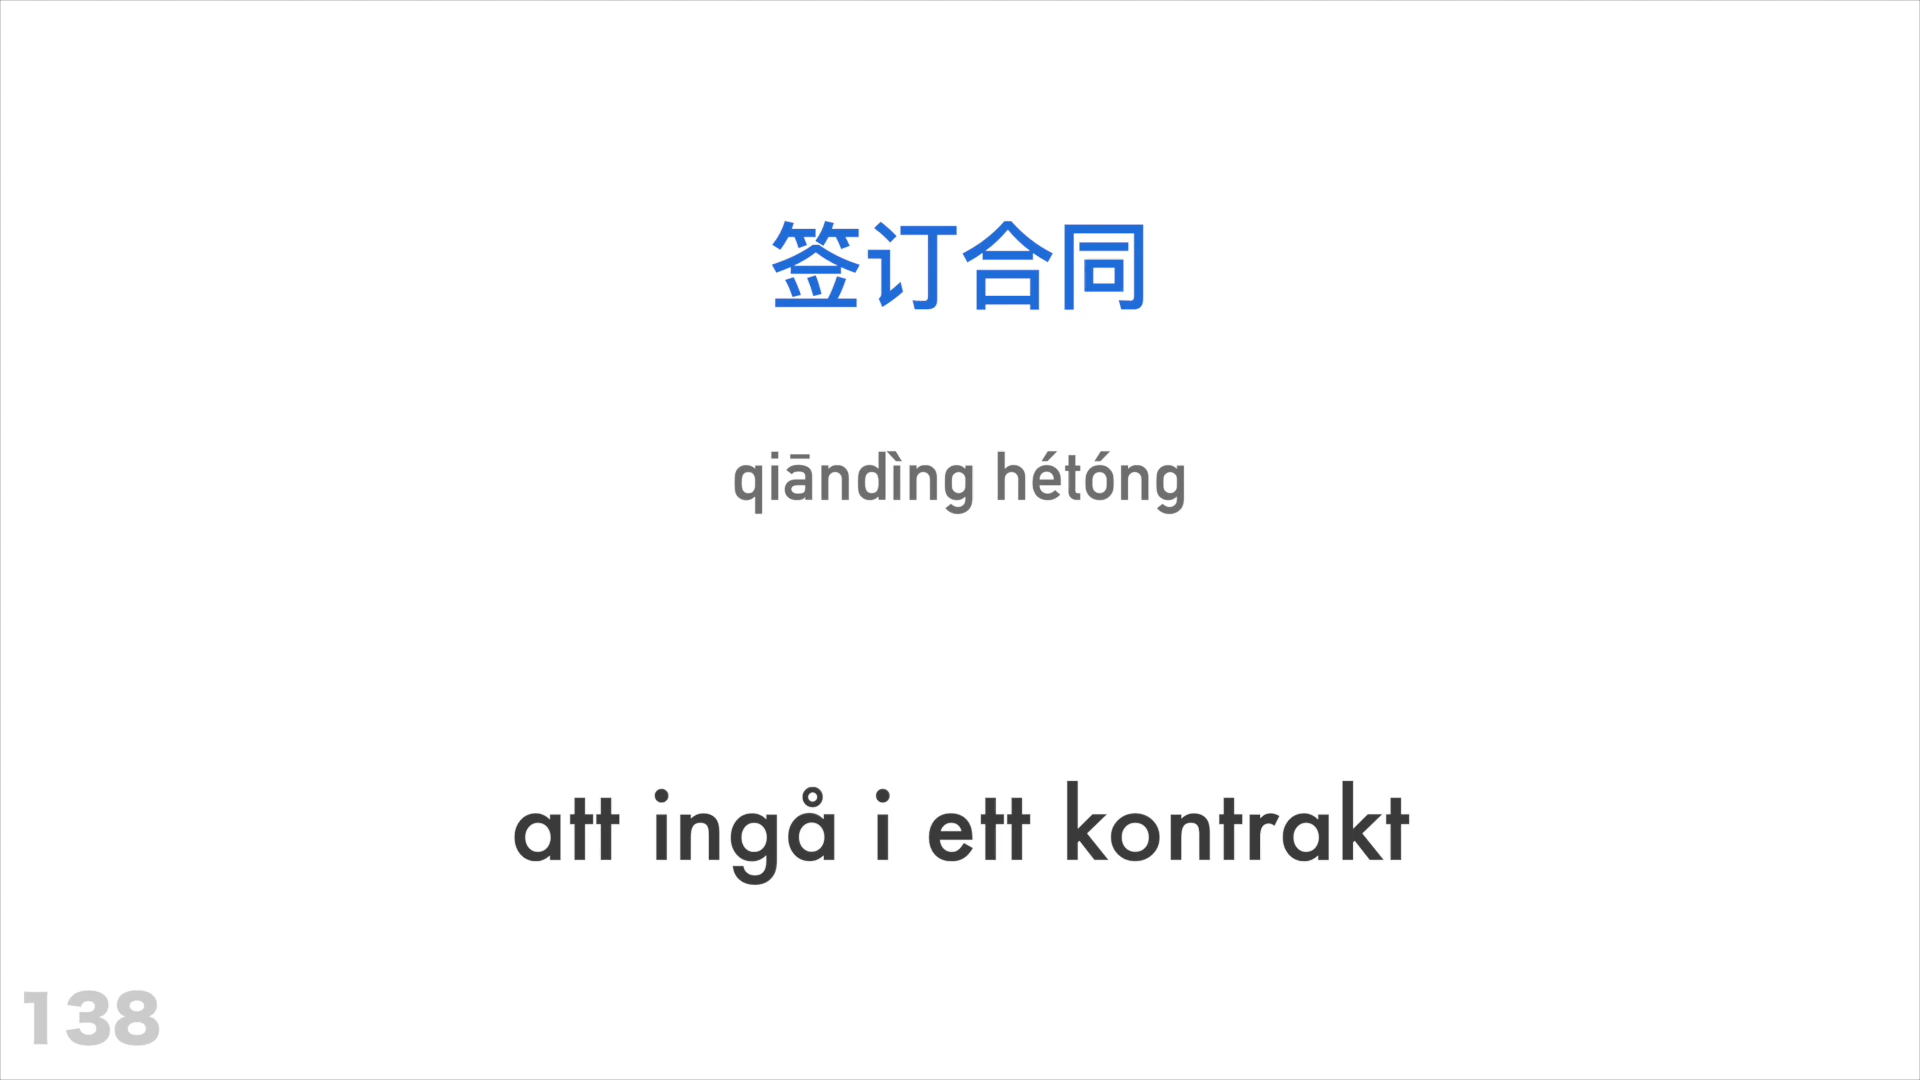 签订合同
qiāndìng hétóng
att ingå i ett kontrakt
138